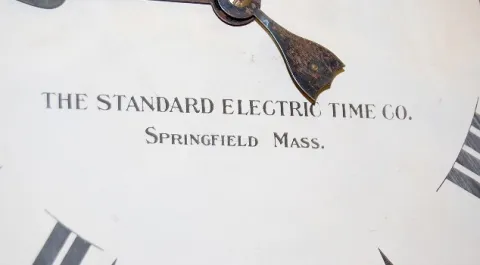 THE STANDARD ELECTRIC TIME CO.
SPRINGFIELD MASS.